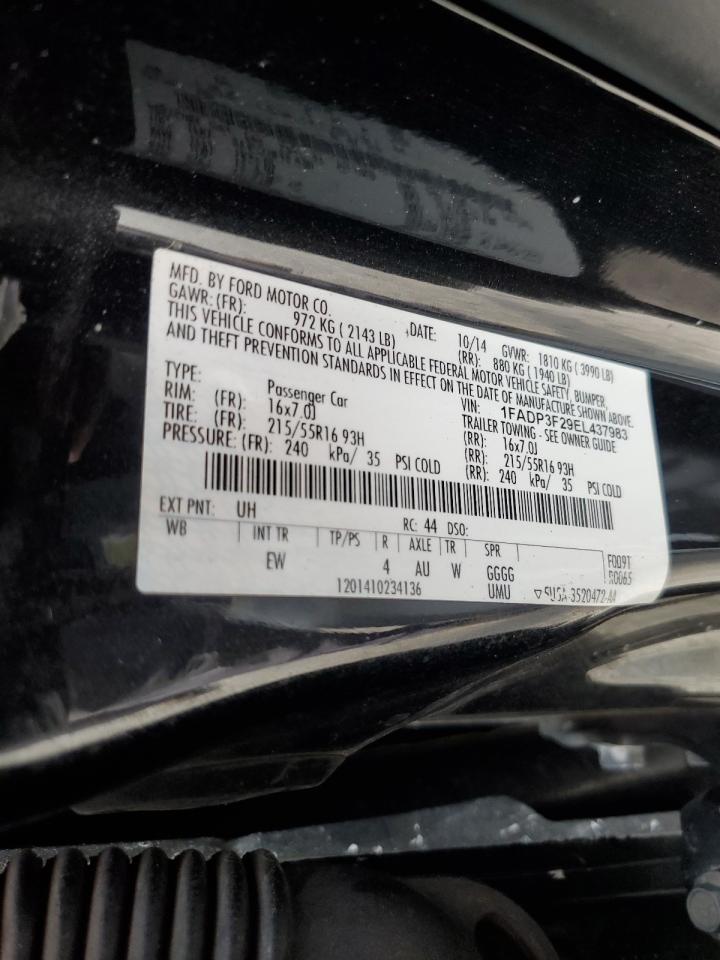 MFD. BY FORD MOTOR CO.
DATE: 10/14 GVWR: 1810 KG ( 3990 LB)
GAWR: (FR): 972 KG ( 2143 LB) (RR): 880 KG ( 1940 LB)
THIS VEHICLE CONFORMS TO ALL APPLICABLE FEDERAL MOTOR VEHICLE SAFETY, BUMPER,
AND THEFT PREVENTION STANDARDS IN EFFECT ON THE DATE OF MANUFACTURE SHOWN ABOVE.
VIN: 1FADP3F29EL437983
TYPE: Passenger Car TRAILER TOWING - SEE OWNER GUIDE
RIM: (FR): 16x7.0J (RR): 16x7.0J
TIRE: (FR): 215/55R16 93H (RR): 215/55R16 93H
PRESSURE: (FR): 240 kPa/ 35 PSI COLD (RR): 240 kPa/ 35 PSI COLD
EXT PNT: UH RC: 44 DSO:
WB INT TR TP/PS R AXLE TR SPR F0091
EW 4 AU W GGGG R0065
1201410234136 UMU 3520472-AA